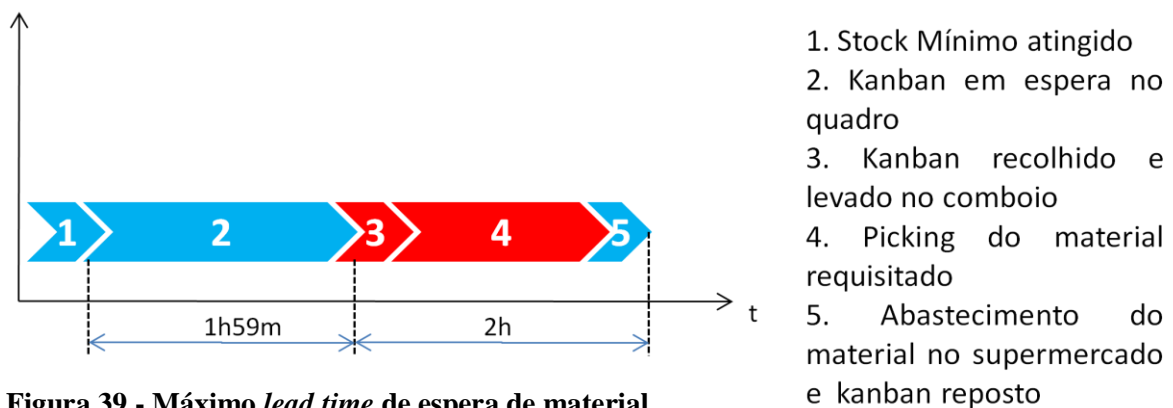 1 2 3 4 5
t
1h59m 2h
Figura 39 - Máximo lead time de espera de material
1. Stock Mínimo atingido
2. Kanban em espera no
quadro
3. Kanban recolhido e
levado no comboio
4. Picking do material
requisitado
5. Abastecimento do
material no supermercado
e kanban reposto